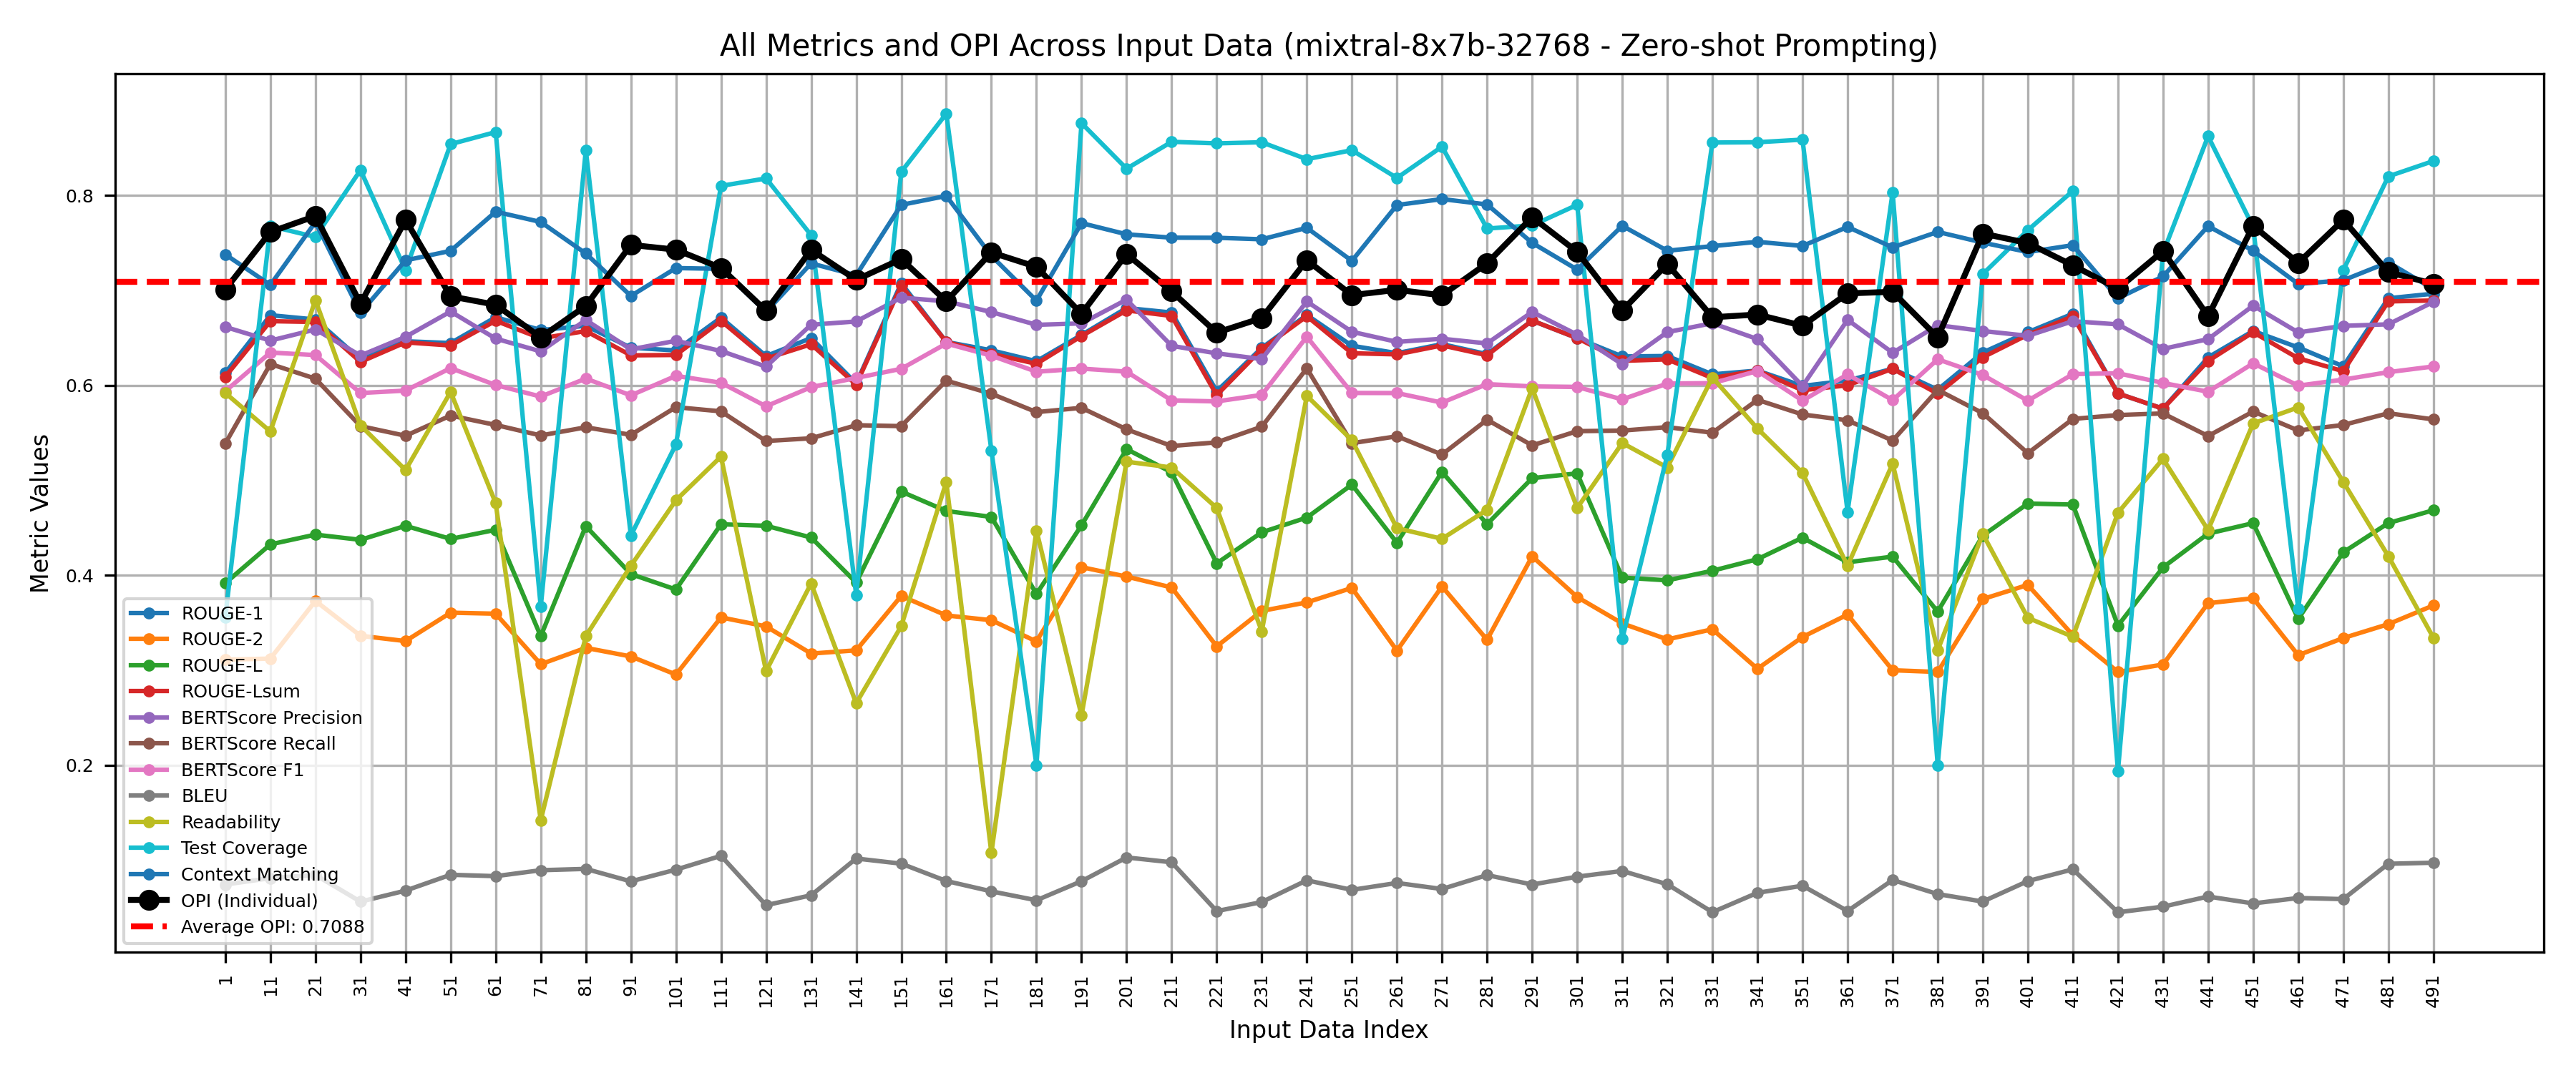 All Metrics and OPI Across Input Data (mixtral-8x7b-32768 - Zero-shot Prompting)
Metric Values
0.8
0.6
0.4
0.2
ROUGE-1
ROUGE-2
ROUGE-L
ROUGE-Lsum
BERTScore Precision
BERTScore Recall
BERTScore F1
BLEU
Readability
Test Coverage
Context Matching
OPI (Individual)
Average OPI: 0.7088
1 11 21 31 41 51 61 71 81 91 101 111 121 131 141 151 161 171 181 191 201 211 221 231 241 251 261 271 281 291 301 311 321 331 341 351 361 371 381 391 401 411 421 431 441 451 461 471 481 491
Input Data Index